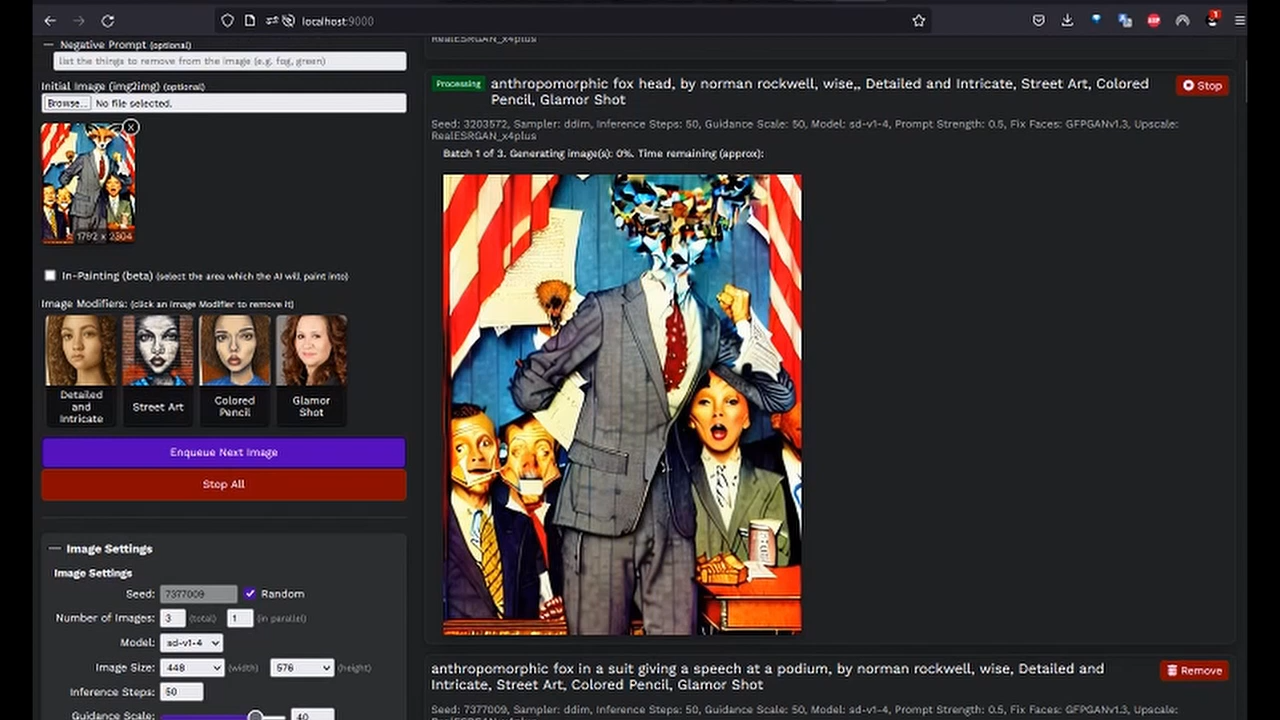 localhost:9000
1
Negative Prompt (optional)
list the things to remove from the image (e.g. fog, green)
Initial Image (img2img) (optional)
Browse... No file selected.
x
1792 x 2304
In-Painting (beta) (select the area which the AI will paint into)
Image Modifiers: (click an Image Modifier to remove it)
Detailed
and
Intricate
Street Art
Colored
Pencil
Glamor
Shot
Enqueue Next Image
Stop All
Image Settings
Image Settings
Seed: 7377009 Random
Number of Images: 3 (total) 1 (in parallel)
Model: sd-v1-4
Image Size: 448 (width) 576 (height)
Inference Steps: 50
Guidance Scale: 40
RealESRGAN_x4plus
Processing anthropomorphic fox head, by norman rockwell, wise,, Detailed and Intricate, Street Art, Colored
Pencil, Glamor Shot
Stop
Seed: 3203572, Sampler: ddim, Inference Steps: 50, Guidance Scale: 50, Model: sd-v1-4, Prompt Strength: 0.5, Fix Faces: GFPGANv1.3, Upscale:
RealESRGAN_x4plus
Batch 1 of 3. Generating image(s): 0%. Time remaining (approx):
anthropomorphic fox in a suit giving a speech at a podium, by norman rockwell, wise, Detailed and
Intricate, Street Art, Colored Pencil, Glamor Shot
Remove
Seed: 7377009, Sampler: ddim, Inference Steps: 50, Guidance Scale: 50, Model: sd-v1-4, Prompt Strength: 0.5, Fix Faces: GFPGANv1.3, Upscale:
RealESRGAN_x4plus